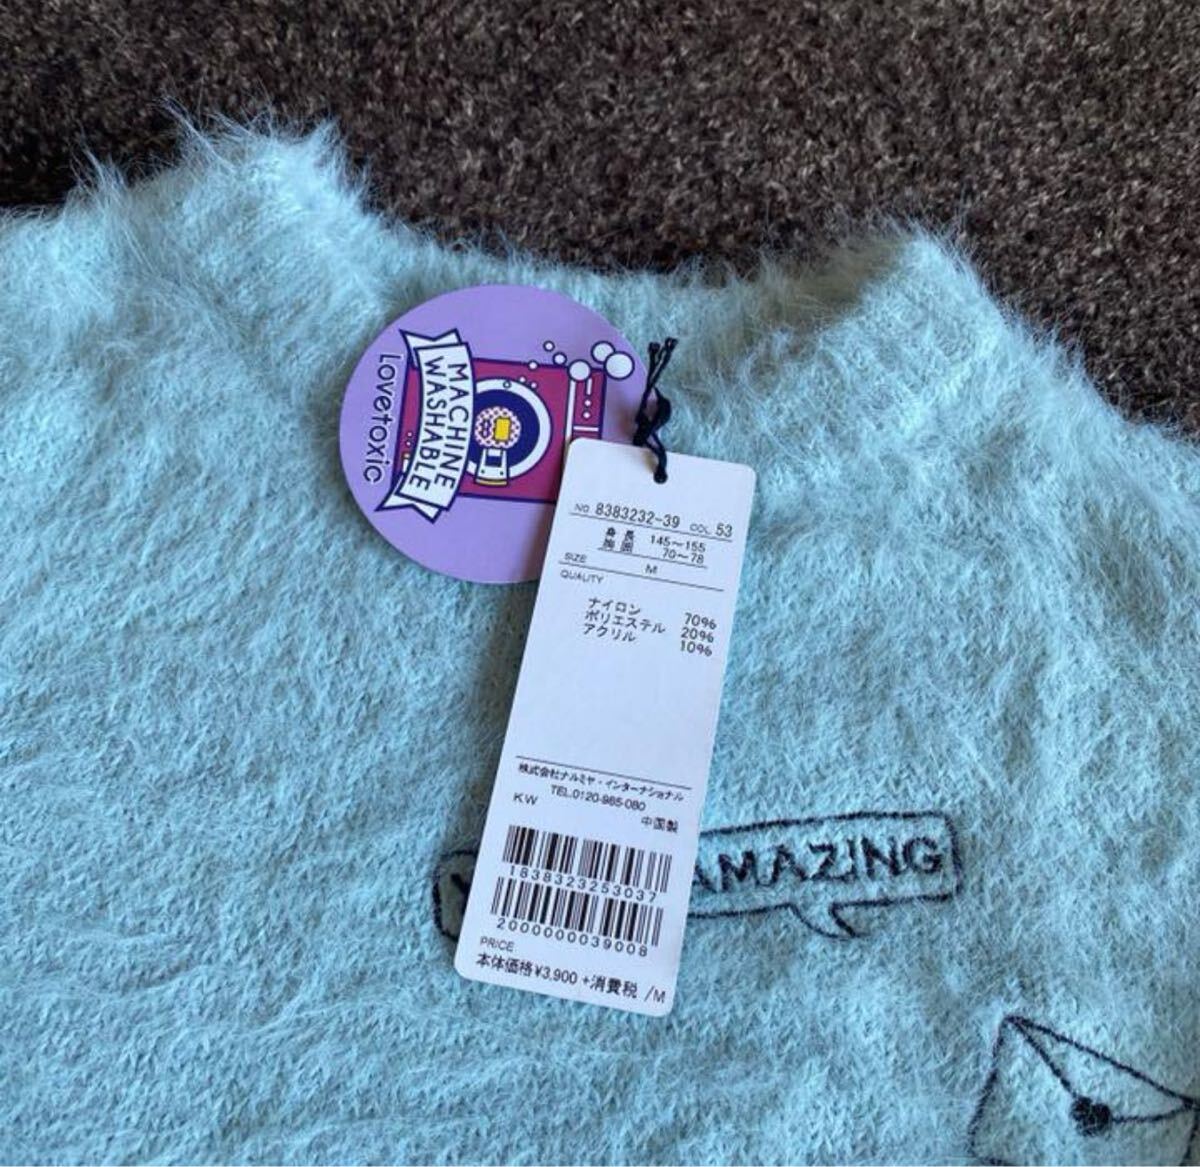 MACHINE
WASHABLE
Lovetoxic
NO. 8383232-39 COL. 53
身長 145～155
胸囲 70～78
SIZE M
QUALITY
ナイロン 70%
ポリエステル 20%
アクリル 10%
株式会社ナルミヤ・インターナショナル
TEL.0120-985-080
KW 中国製
1838323253037
2000000039008
PRICE
本体価格¥3,900 +消費税 /M
AMAZING